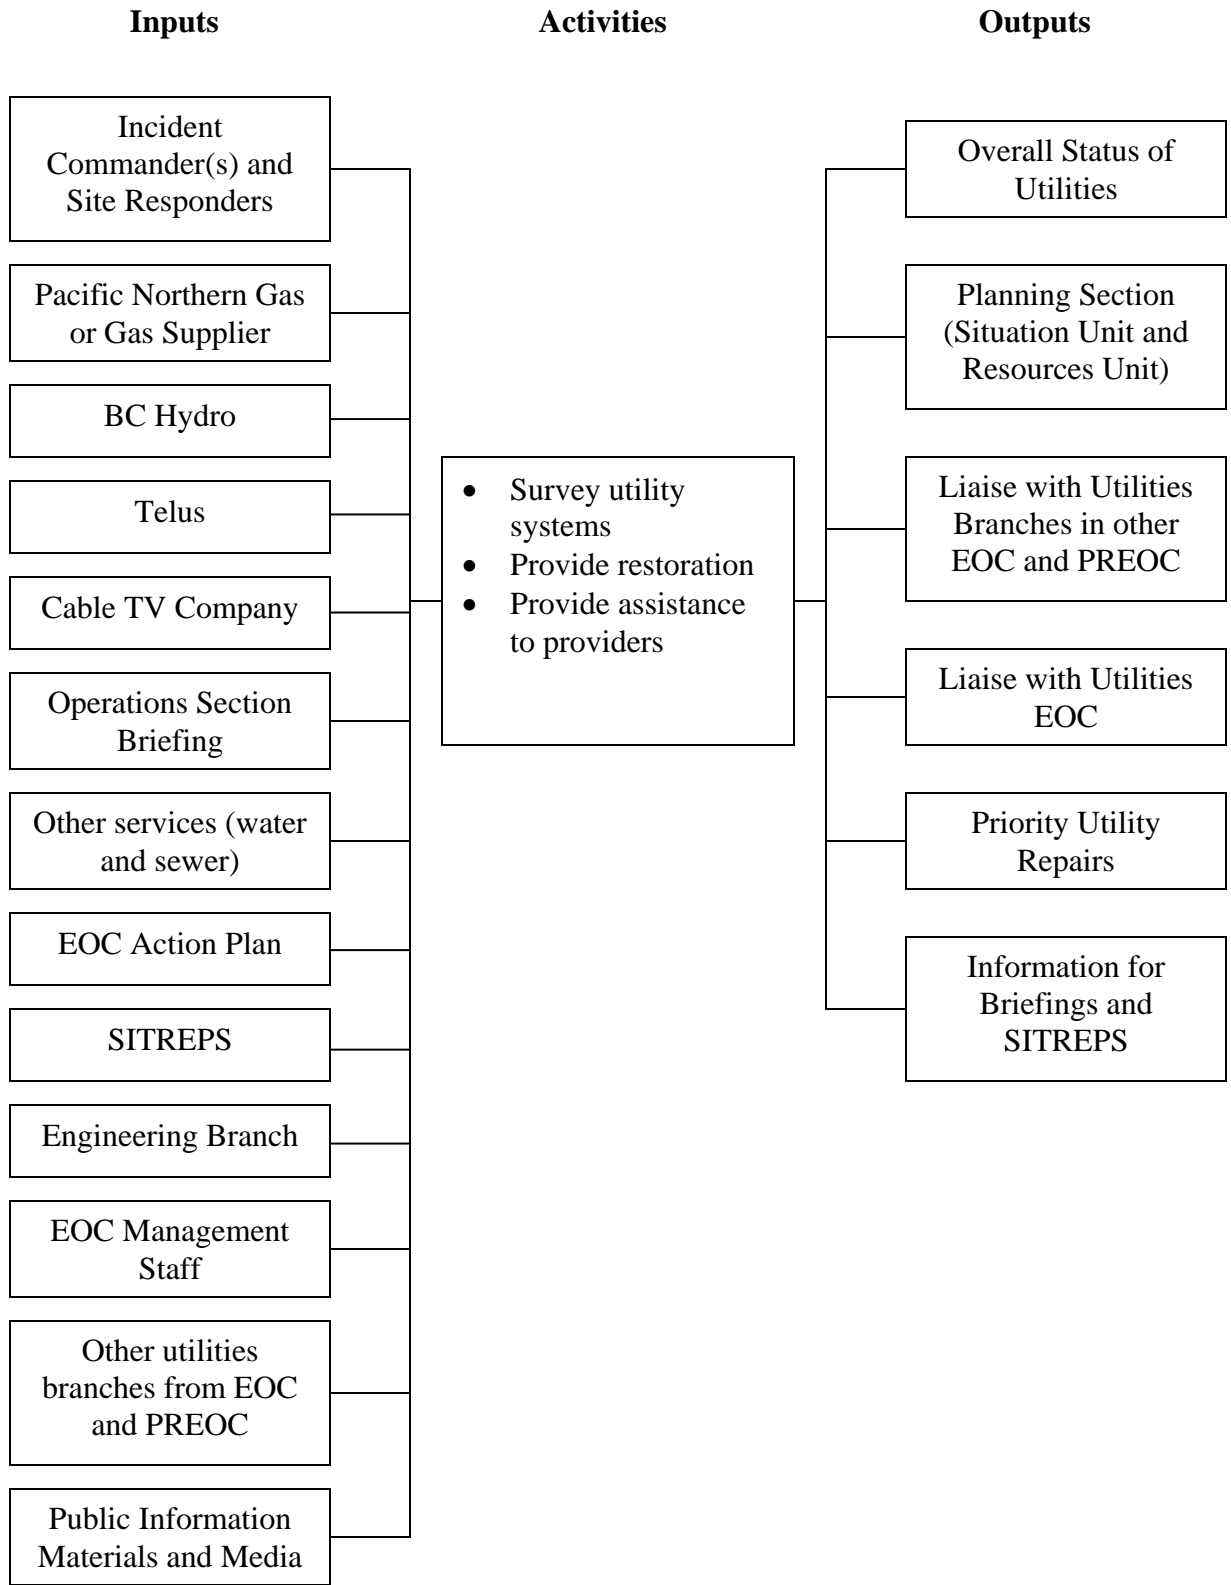 Inputs
Activities
Outputs
Incident
Commander(s) and
Site Responders
Pacific Northern Gas
or Gas Supplier
BC Hydro
Telus
Cable TV Company
Operations Section
Briefing
Other services (water
and sewer)
EOC Action Plan
SITREPS
Engineering Branch
EOC Management
Staff
Other utilities
branches from EOC
and PREOC
Public Information
Materials and Media
• Survey utility
systems
• Provide restoration
• Provide assistance
to providers
Overall Status of
Utilities
Planning Section
(Situation Unit and
Resources Unit)
Liaise with Utilities
Branches in other
EOC and PREOC
Liaise with Utilities
EOC
Priority Utility
Repairs
Information for
Briefings and
SITREPS